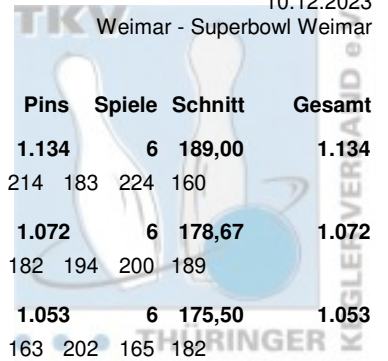 10.12.2023
TKV
Weimar - Superbowl Weimar
Pins Spiele Schnitt Gesamt
1.134 6 189,00 1.134
214 183 224 160
1.072 6 178,67 1.072
182 194 200 189
1.053 6 175,50 1.053
163 202 165 182
THÜRINGER
KEGLER-VERBAND e.V